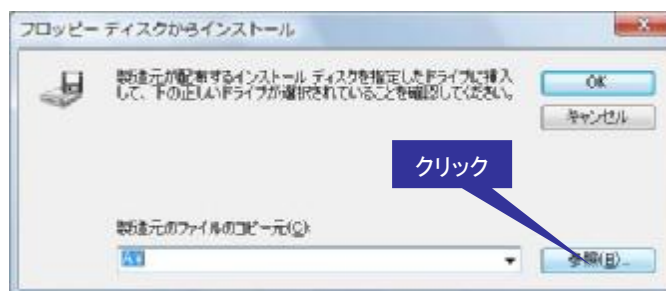 フロッピー ディスクからインストール
製造元が配布するインストール ディスクを指定したドライブに挿入
して、下の正しいドライブが選択されていることを確認してください。
OK
キャンセル
クリック
製造元のファイルのコピー元(C):
A:¥
参照(B)...